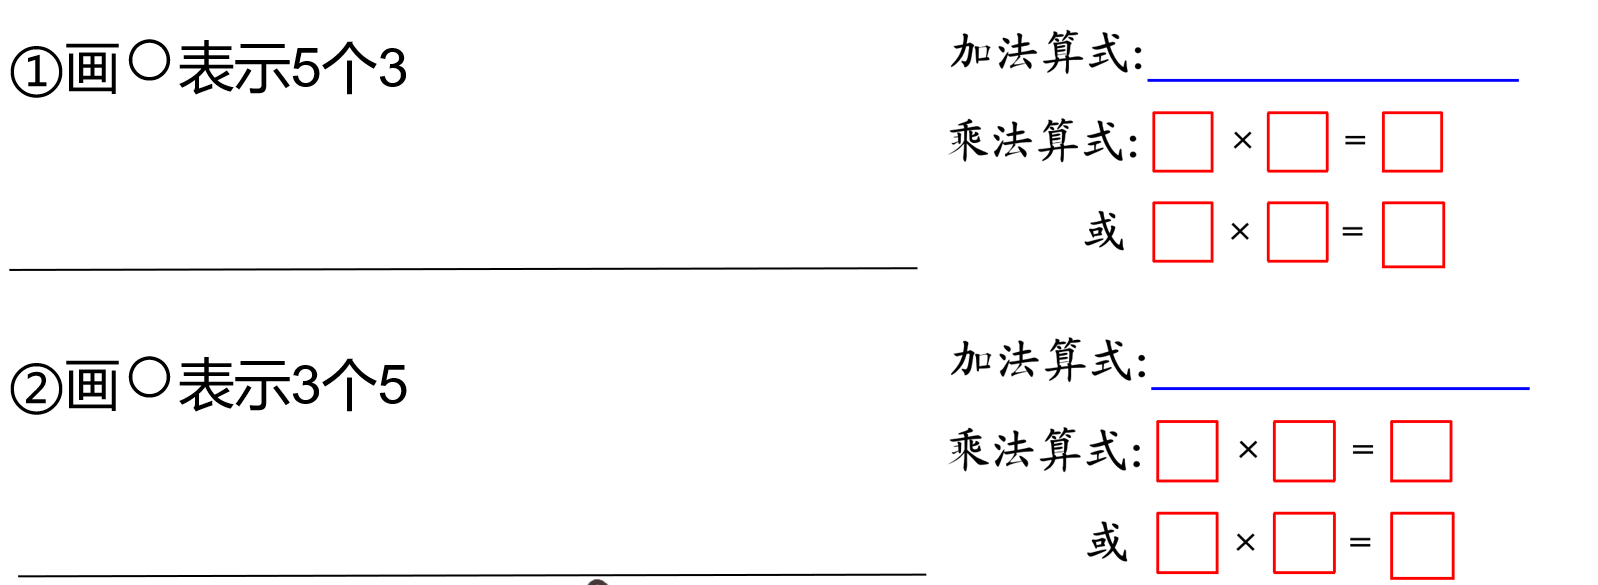 ①画○表示5个3
加法算式:
乘法算式: □ × □ = □
或 □ × □ = □
②画○表示3个5
加法算式:
乘法算式: □ × □ = □
或 □ × □ = □